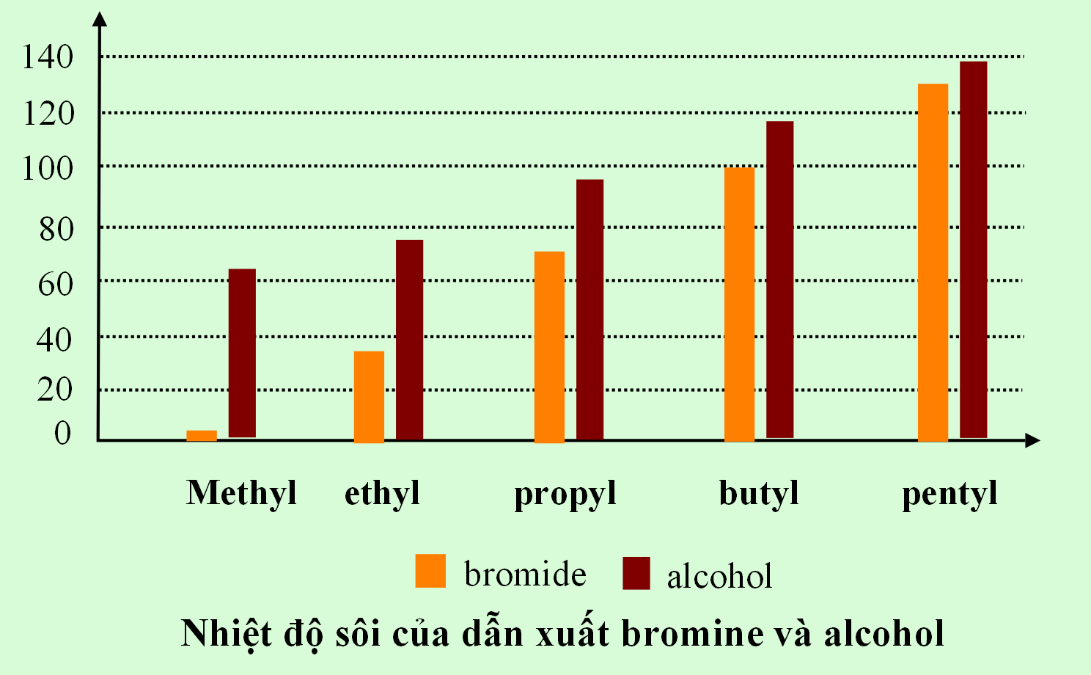 140
120
100
80
60
40
20
0
Methyl ethyl propyl butyl pentyl
bromide alcohol
Nhiệt độ sôi của dẫn xuất bromine và alcohol